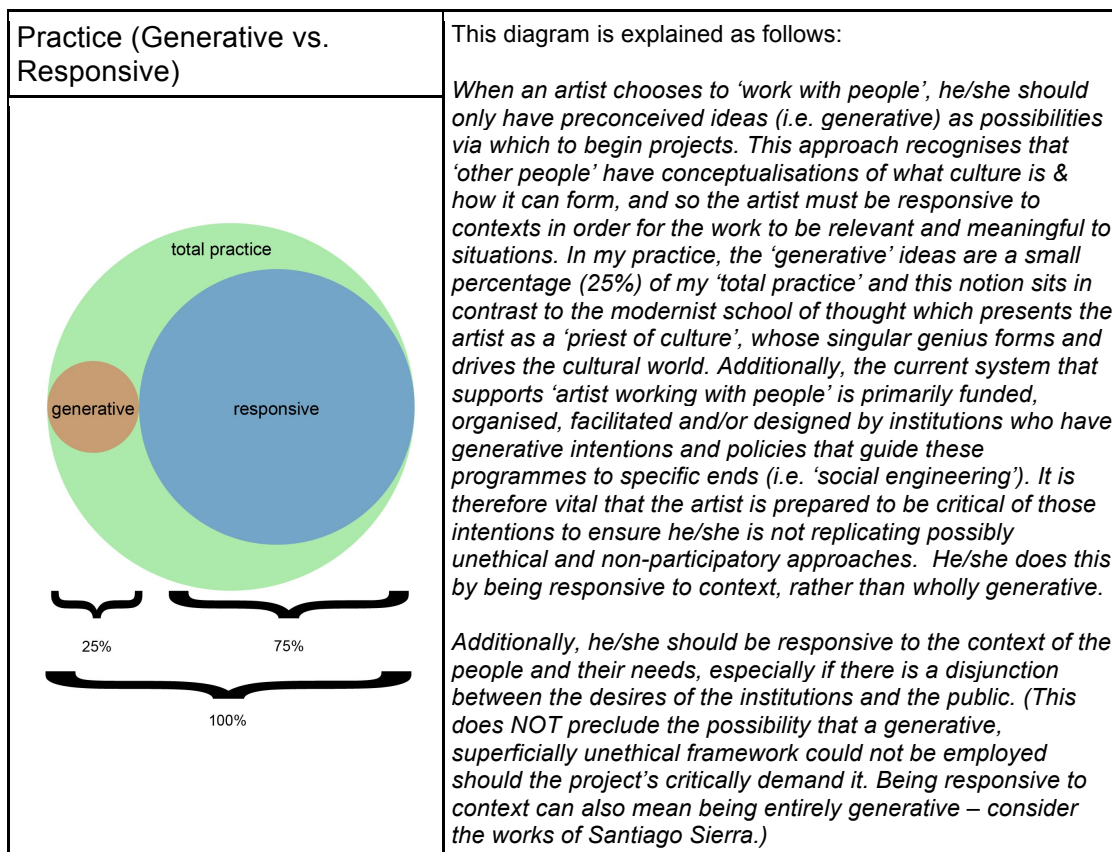 Practice (Generative vs.
Responsive)
total practice
generative
responsive
25%
75%
100%
This diagram is explained as follows:
When an artist chooses to ‘work with people’, he/she should
only have preconceived ideas (i.e. generative) as possibilities
via which to begin projects. This approach recognises that
‘other people’ have conceptualisations of what culture is &
how it can form, and so the artist must be responsive to
contexts in order for the work to be relevant and meaningful to
situations. In my practice, the ‘generative’ ideas are a small
percentage (25%) of my ‘total practice’ and this notion sits in
contrast to the modernist school of thought which presents the
artist as a ‘priest of culture’, whose singular genius forms and
drives the cultural world. Additionally, the current system that
supports ‘artist working with people’ is primarily funded,
organised, facilitated and/or designed by institutions who have
generative intentions and policies that guide these
programmes to specific ends (i.e. ‘social engineering’). It is
therefore vital that the artist is prepared to be critical of those
intentions to ensure he/she is not replicating possibly
unethical and non-participatory approaches.  He/she does this
by being responsive to context, rather than wholly generative.
Additionally, he/she should be responsive to the context of the
people and their needs, especially if there is a disjunction
between the desires of the institutions and the public. (This
does NOT preclude the possibility that a generative,
superficially unethical framework could not be employed
should the project’s critically demand it. Being responsive to
context can also mean being entirely generative – consider
the works of Santiago Sierra.)